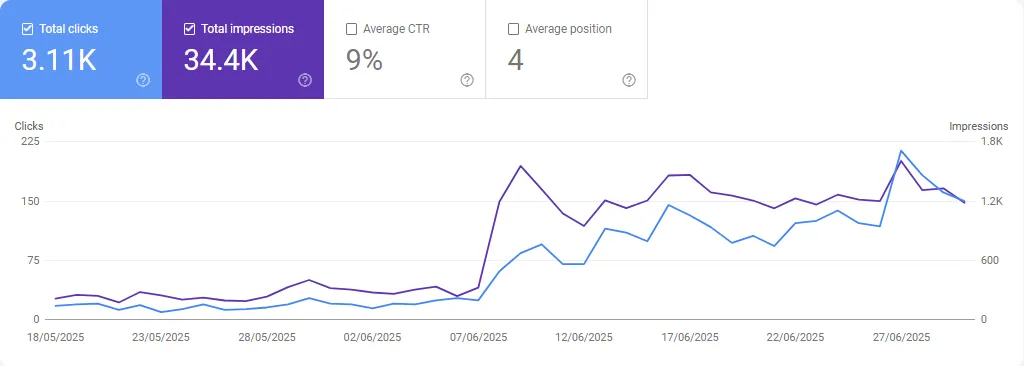 Total clicks
3.11K
Total impressions
34.4K
Average CTR
9%
Average position
4
Clicks
Impressions
225
1.8K
150
1.2K
75
600
0
0
18/05/2025
23/05/2025
28/05/2025
02/06/2025
07/06/2025
12/06/2025
17/06/2025
22/06/2025
27/06/2025